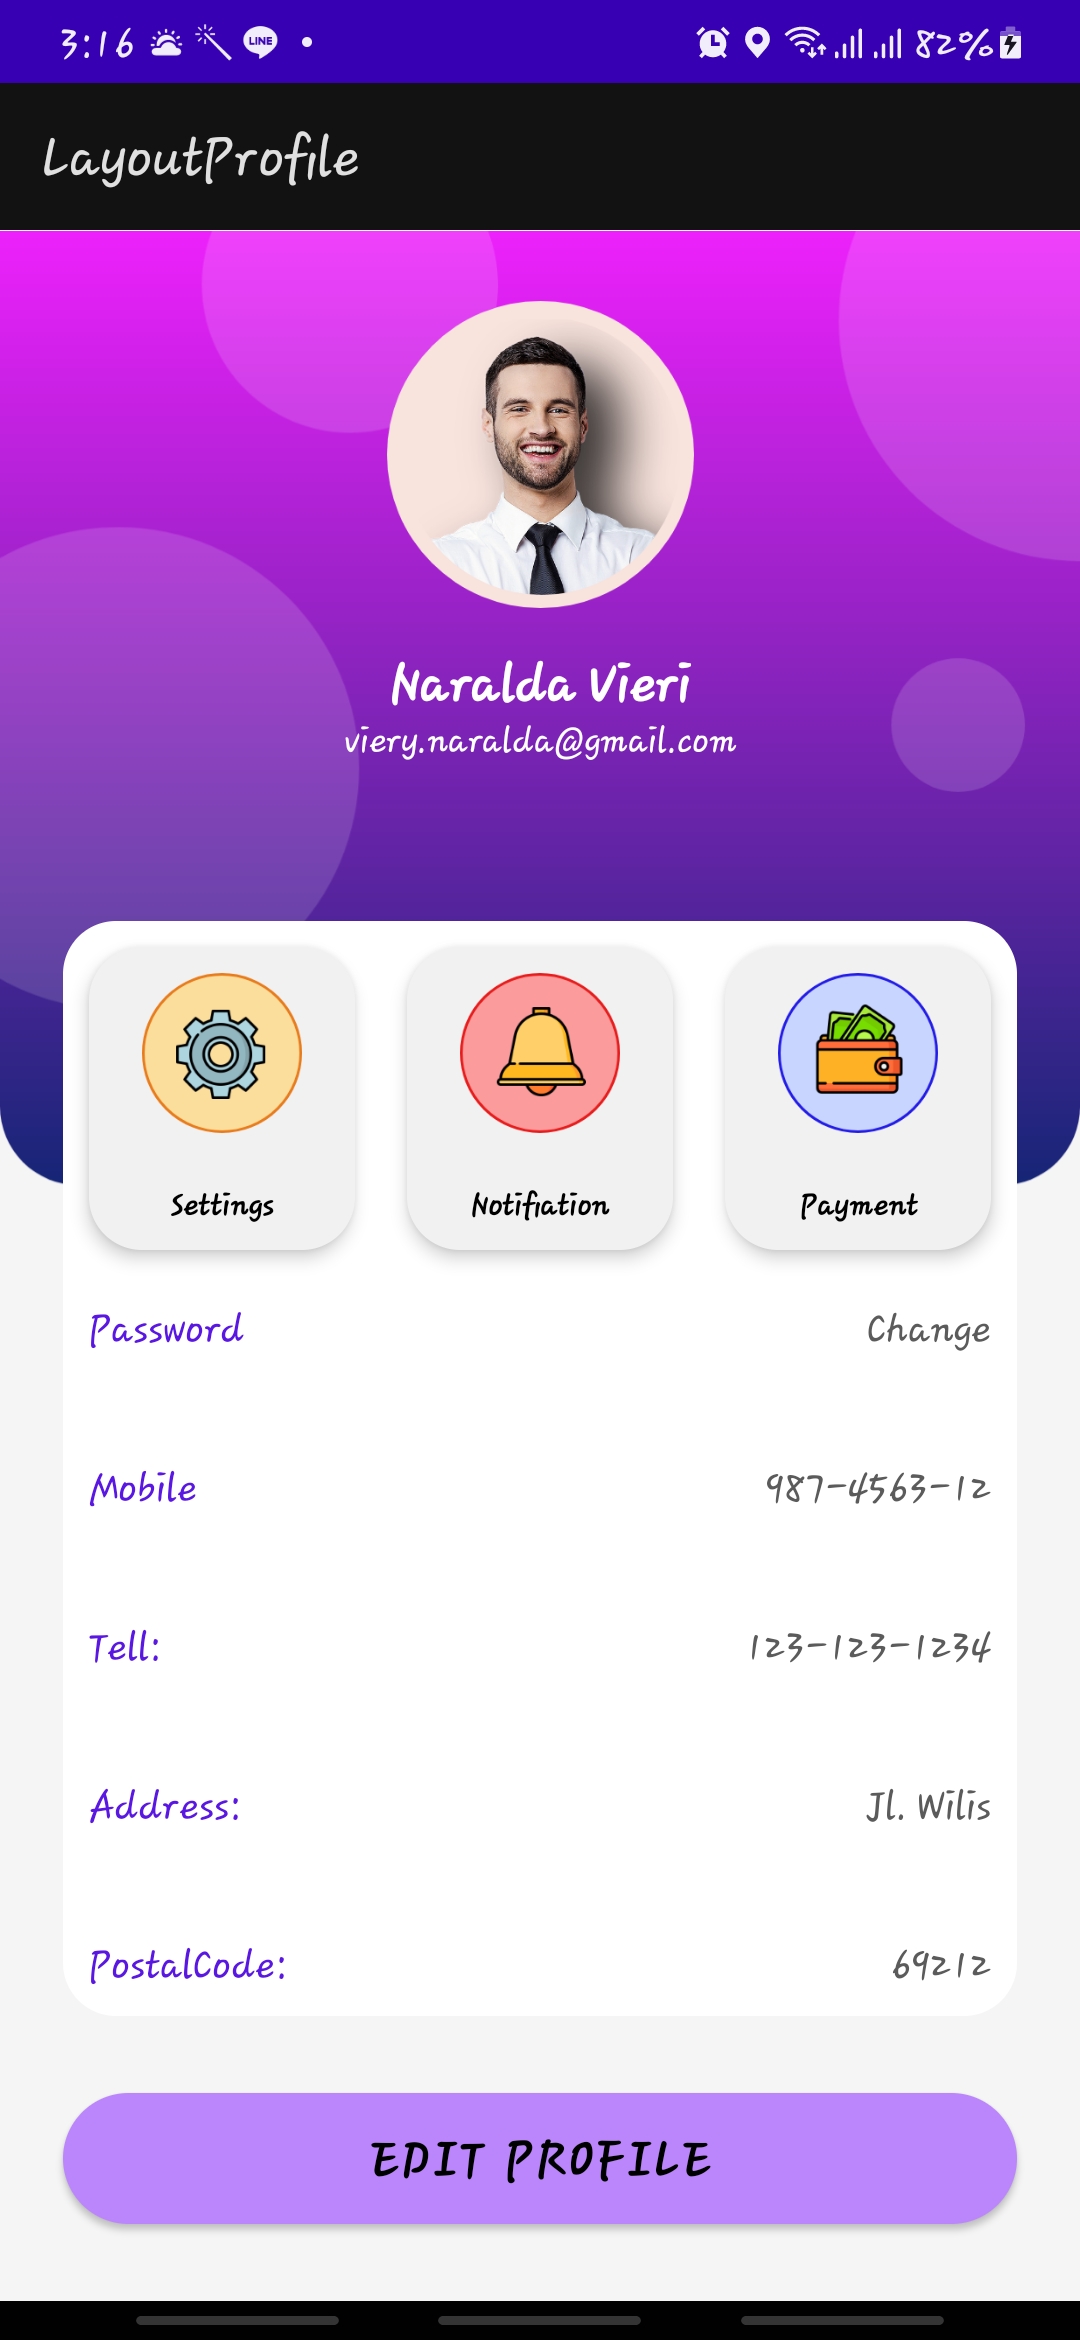 3:16 LINE 82%
LayoutProfile
Naralda Vieri
viery.naralda@gmail.com
Settings Notifiation Payment
Password Change
Mobile 987-4563-12
Tell: 123-123-1234
Address: Jl. Wilis
PostalCode: 69212
EDIT PROFILE